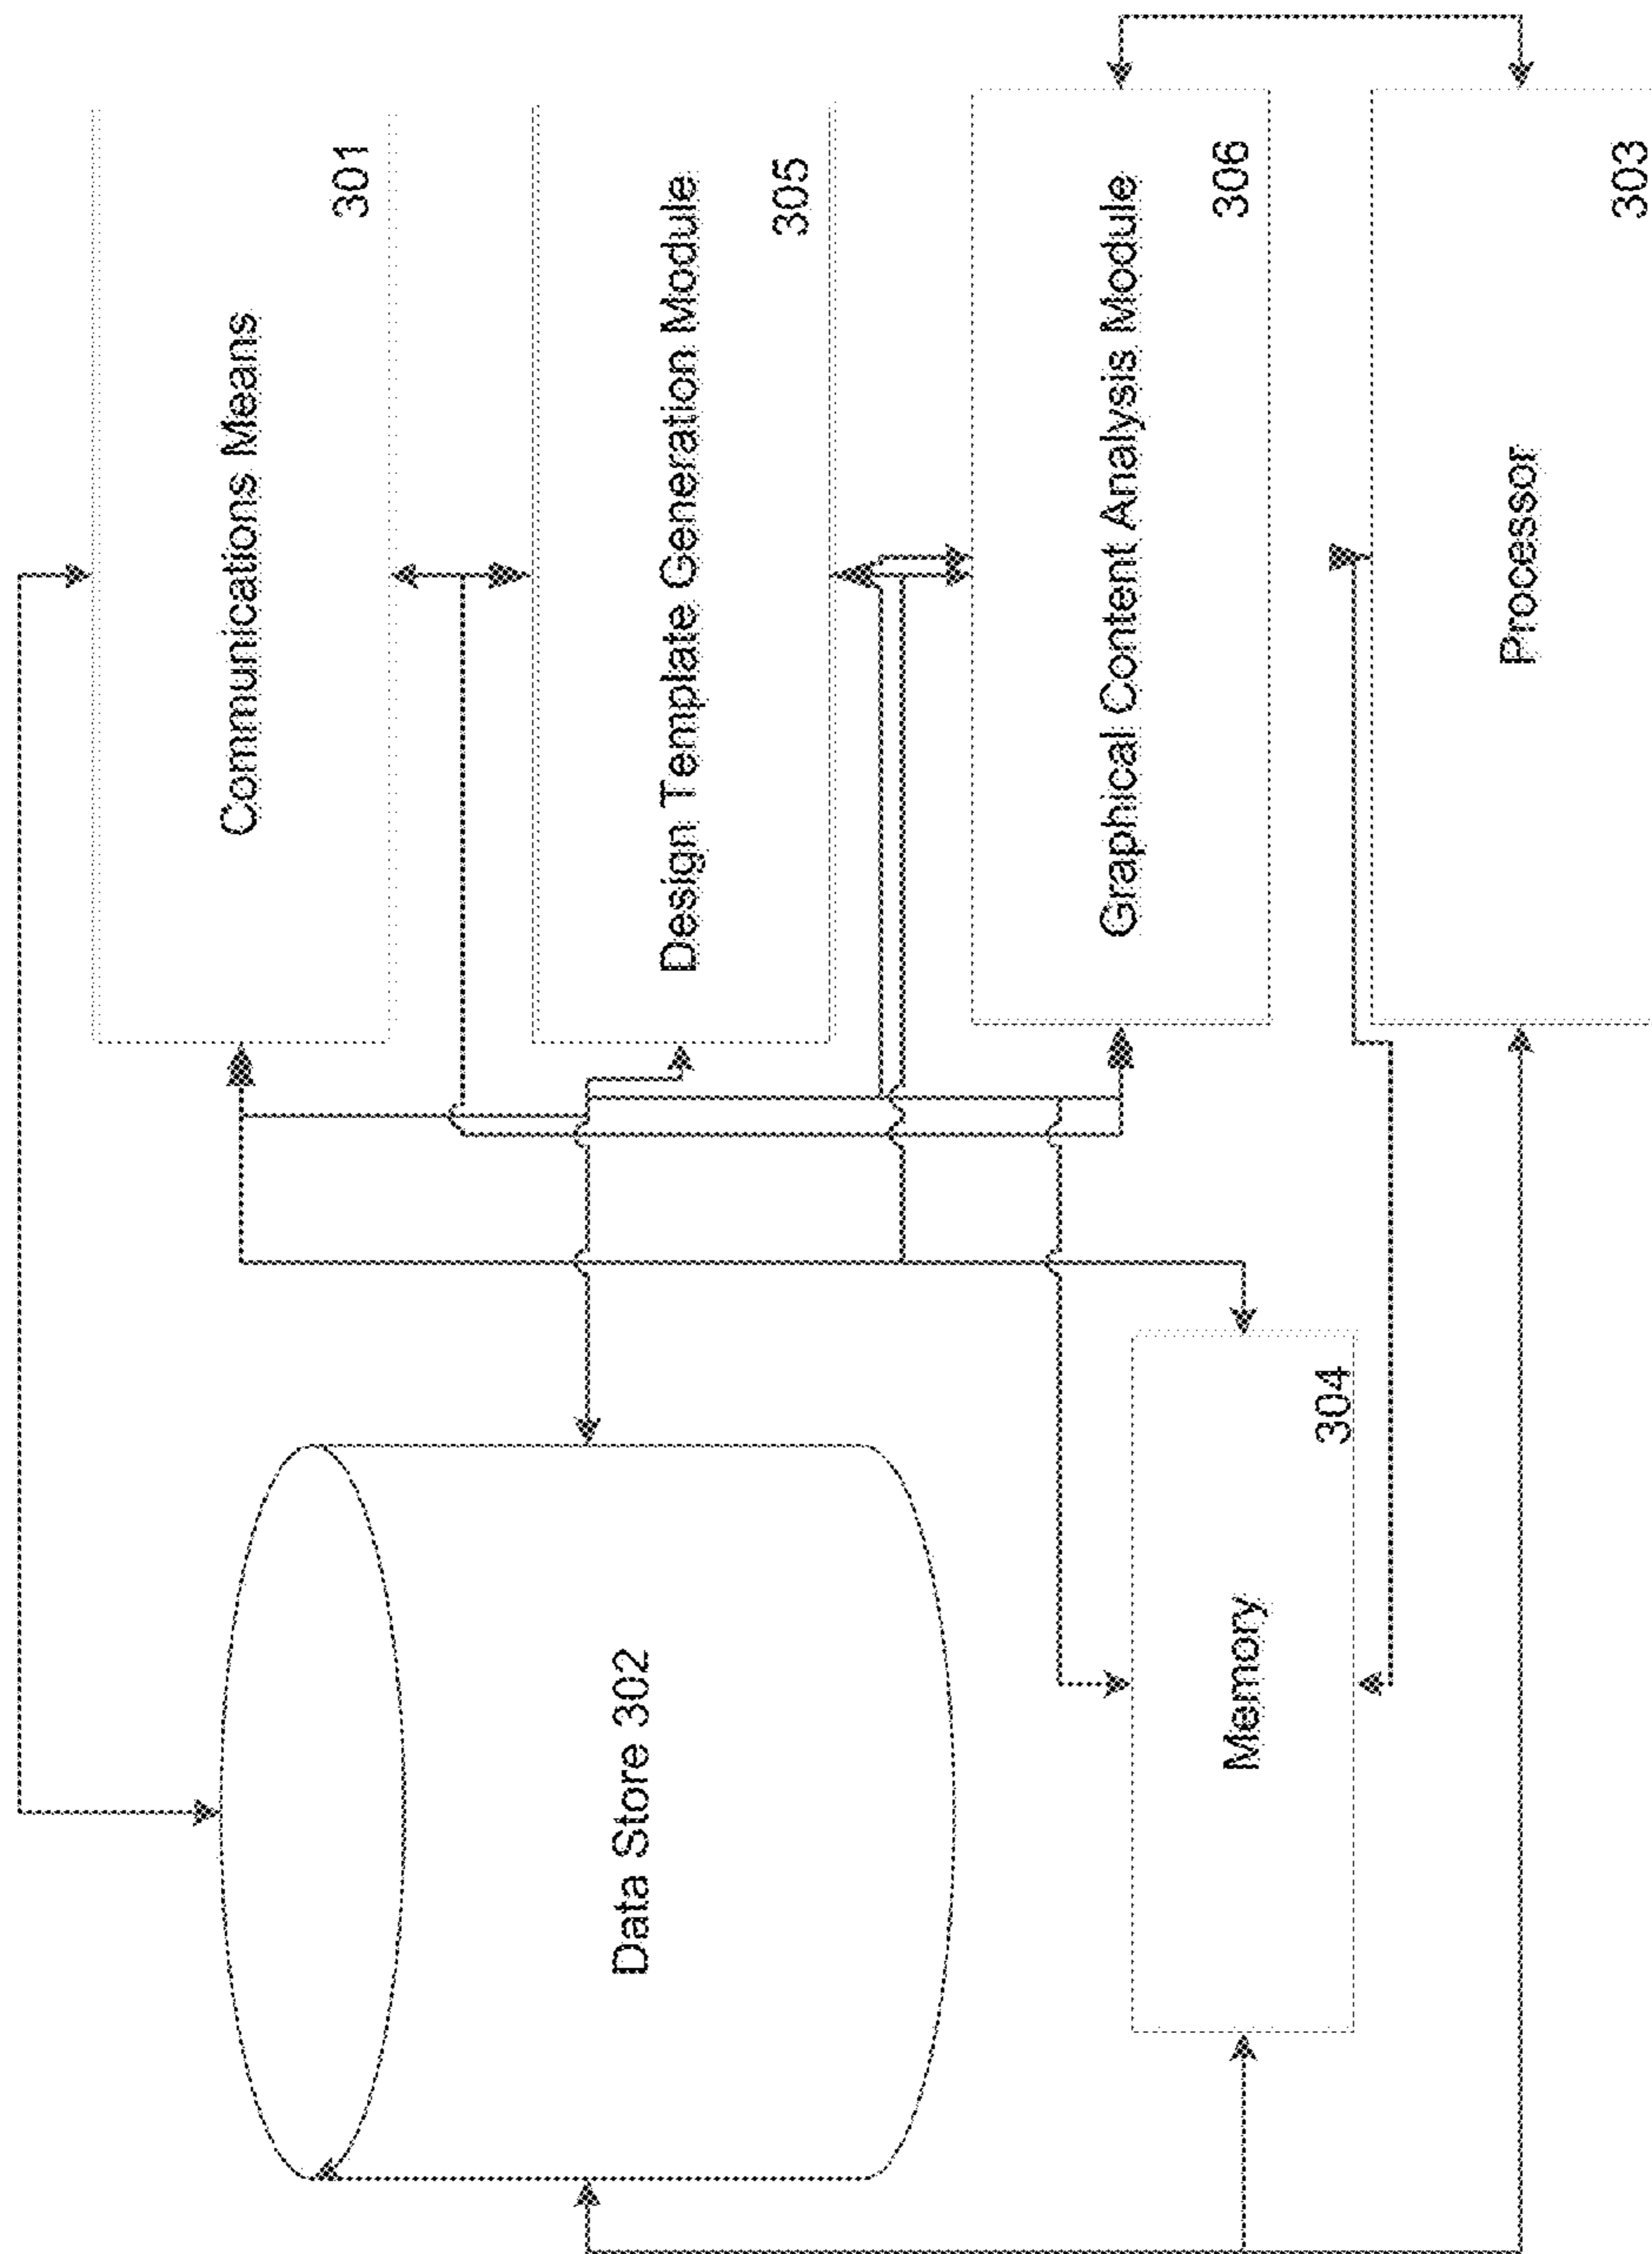 Communications Means
301
Design Template Generation Module
305
Data Store 302
Graphical Content Analysis Module
306
Memory
304
Processor
303